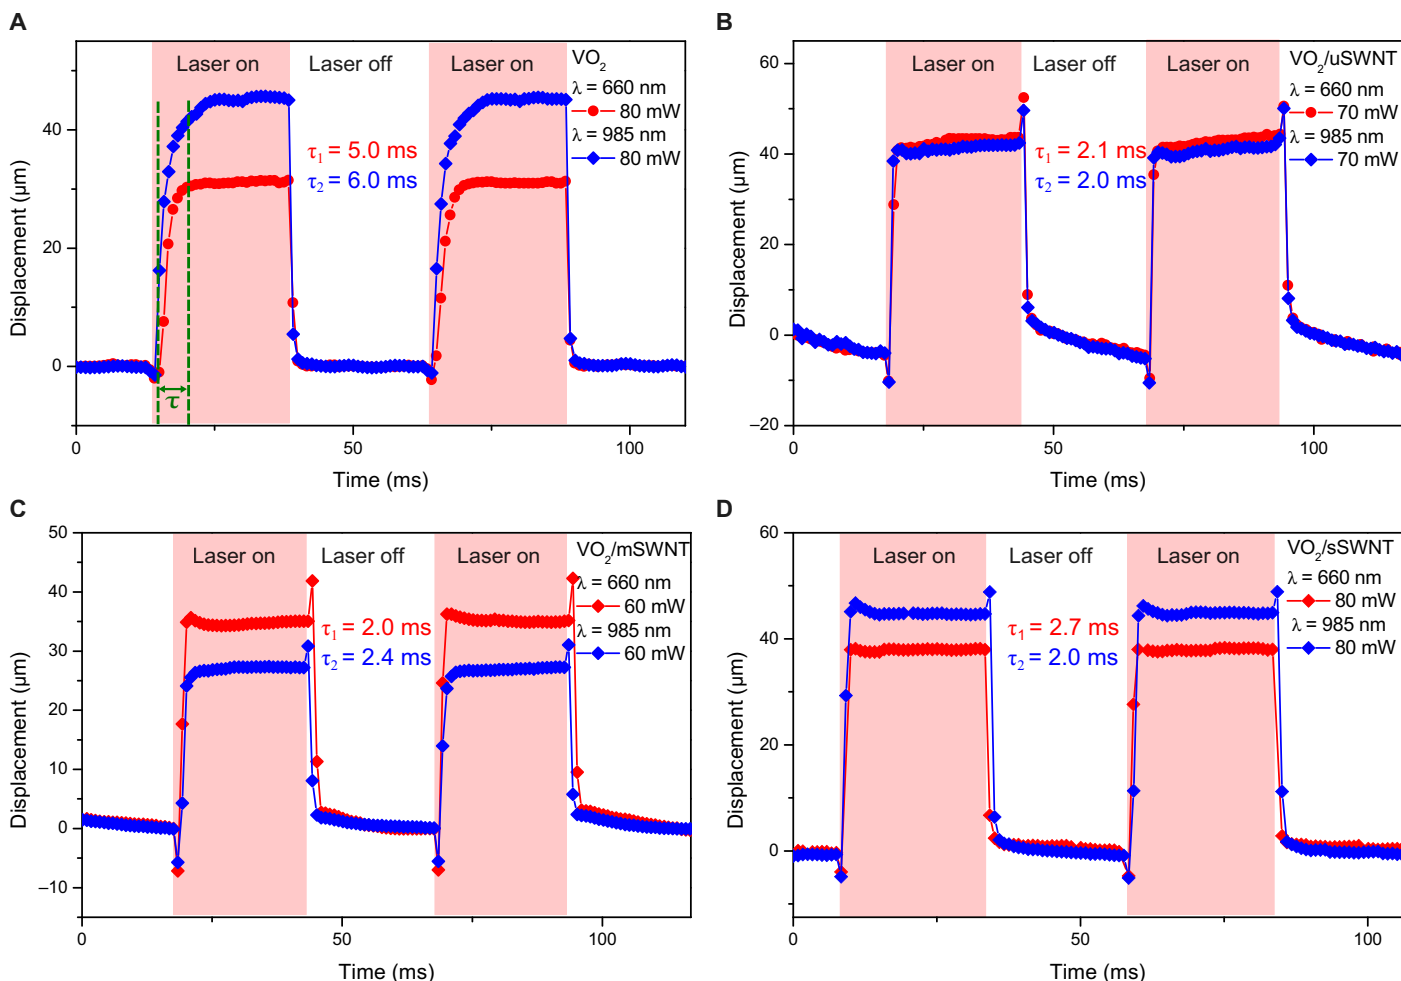 A
Laser on
Laser off
Laser on
VO2
λ = 660 nm
80 mW
λ = 985 nm
80 mW
τ1 = 5.0 ms
τ2 = 6.0 ms
τ
40
20
0
Displacement (μm)
0
50
100
Time (ms)
B
Laser on
Laser off
Laser on
VO2/uSWNT
λ = 660 nm
70 mW
λ = 985 nm
70 mW
τ1 = 2.1 ms
τ2 = 2.0 ms
60
40
20
0
–20
Displacement (μm)
0
50
100
Time (ms)
C
Laser on
Laser off
Laser on
VO2/mSWNT
λ = 660 nm
60 mW
λ = 985 nm
60 mW
τ1 = 2.0 ms
τ2 = 2.4 ms
50
40
30
20
10
0
–10
Displacement (μm)
0
50
100
Time (ms)
D
Laser on
Laser off
Laser on
VO2/sSWNT
λ = 660 nm
80 mW
λ = 985 nm
80 mW
τ1 = 2.7 ms
τ2 = 2.0 ms
60
40
20
0
Displacement (μm)
0
50
100
Time (ms)